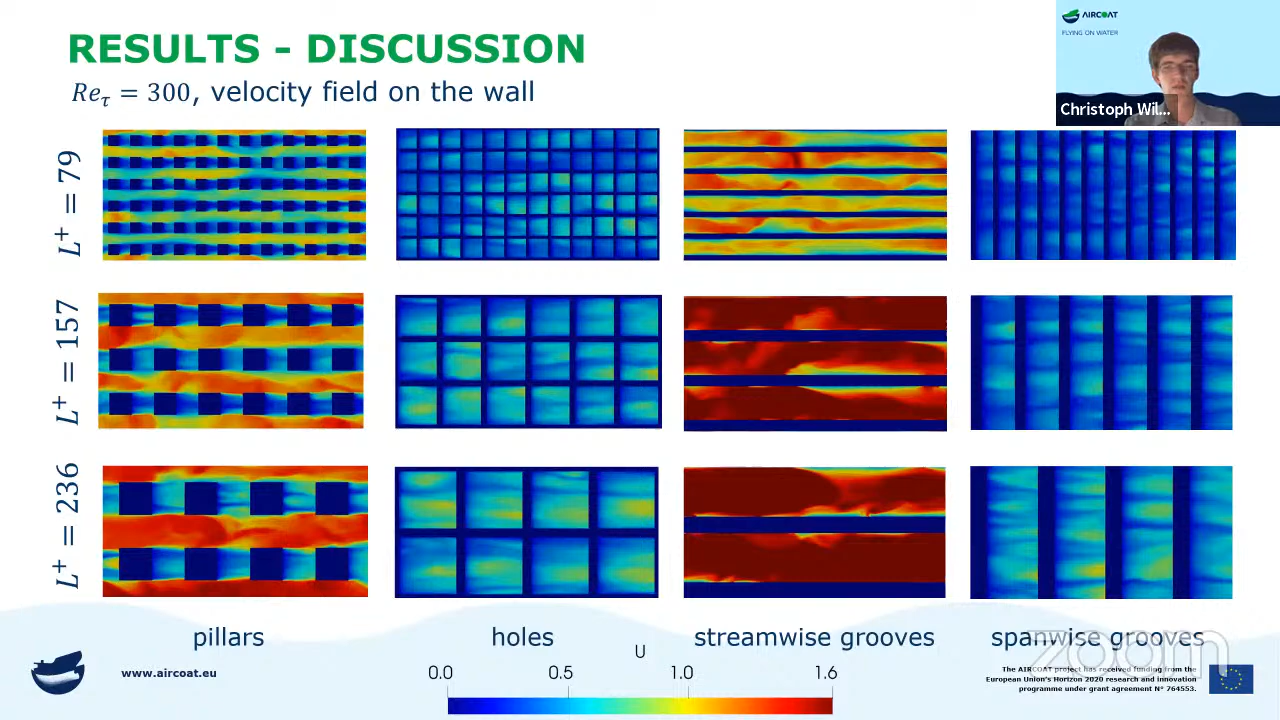 RESULTS - DISCUSSION
Re_τ = 300, velocity field on the wall
AIRCOAT
FLYING ON WATER
Christoph Wil...
L⁺ = 79
L⁺ = 157
L⁺ = 236
pillars
holes
streamwise grooves
spanwise grooves
U
0.0 0.5 1.0 1.6
www.aircoat.eu
zoom
The AIRCOAT project has received funding from the
European Union's Horizon 2020 research and innovation
programme under grant agreement N° 764553.